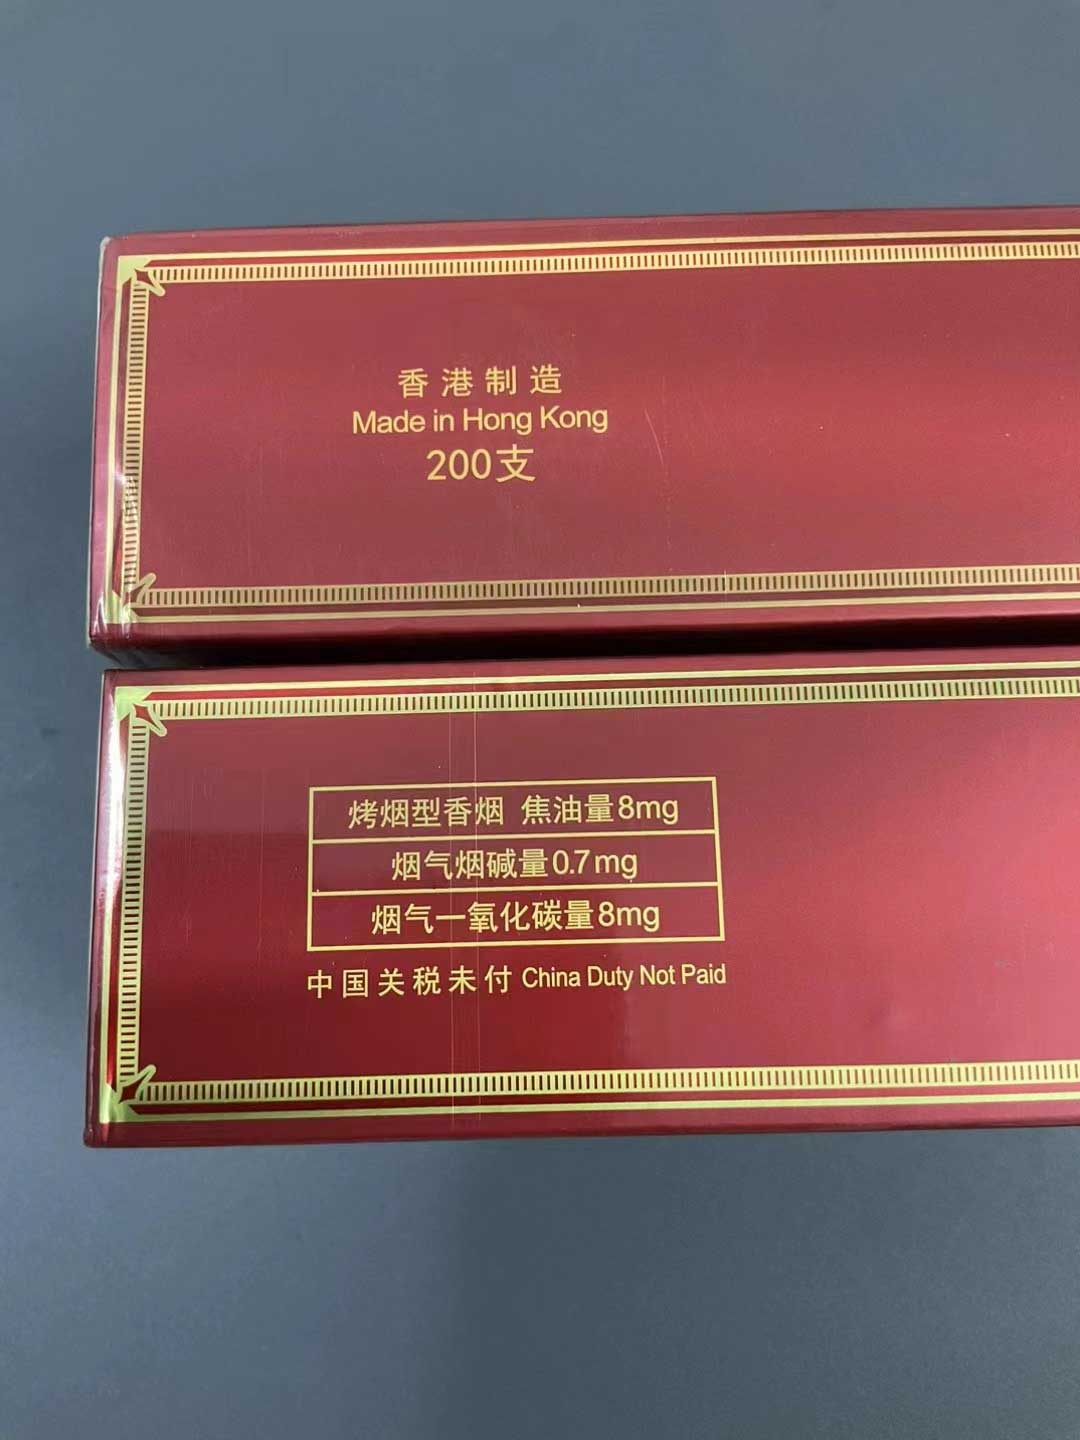 香港制造
Made in Hong Kong
200支
烤烟型香烟 焦油量8mg
烟气烟碱量0.7mg
烟气一氧化碳量8mg
中国关税未付 China Duty Not Paid